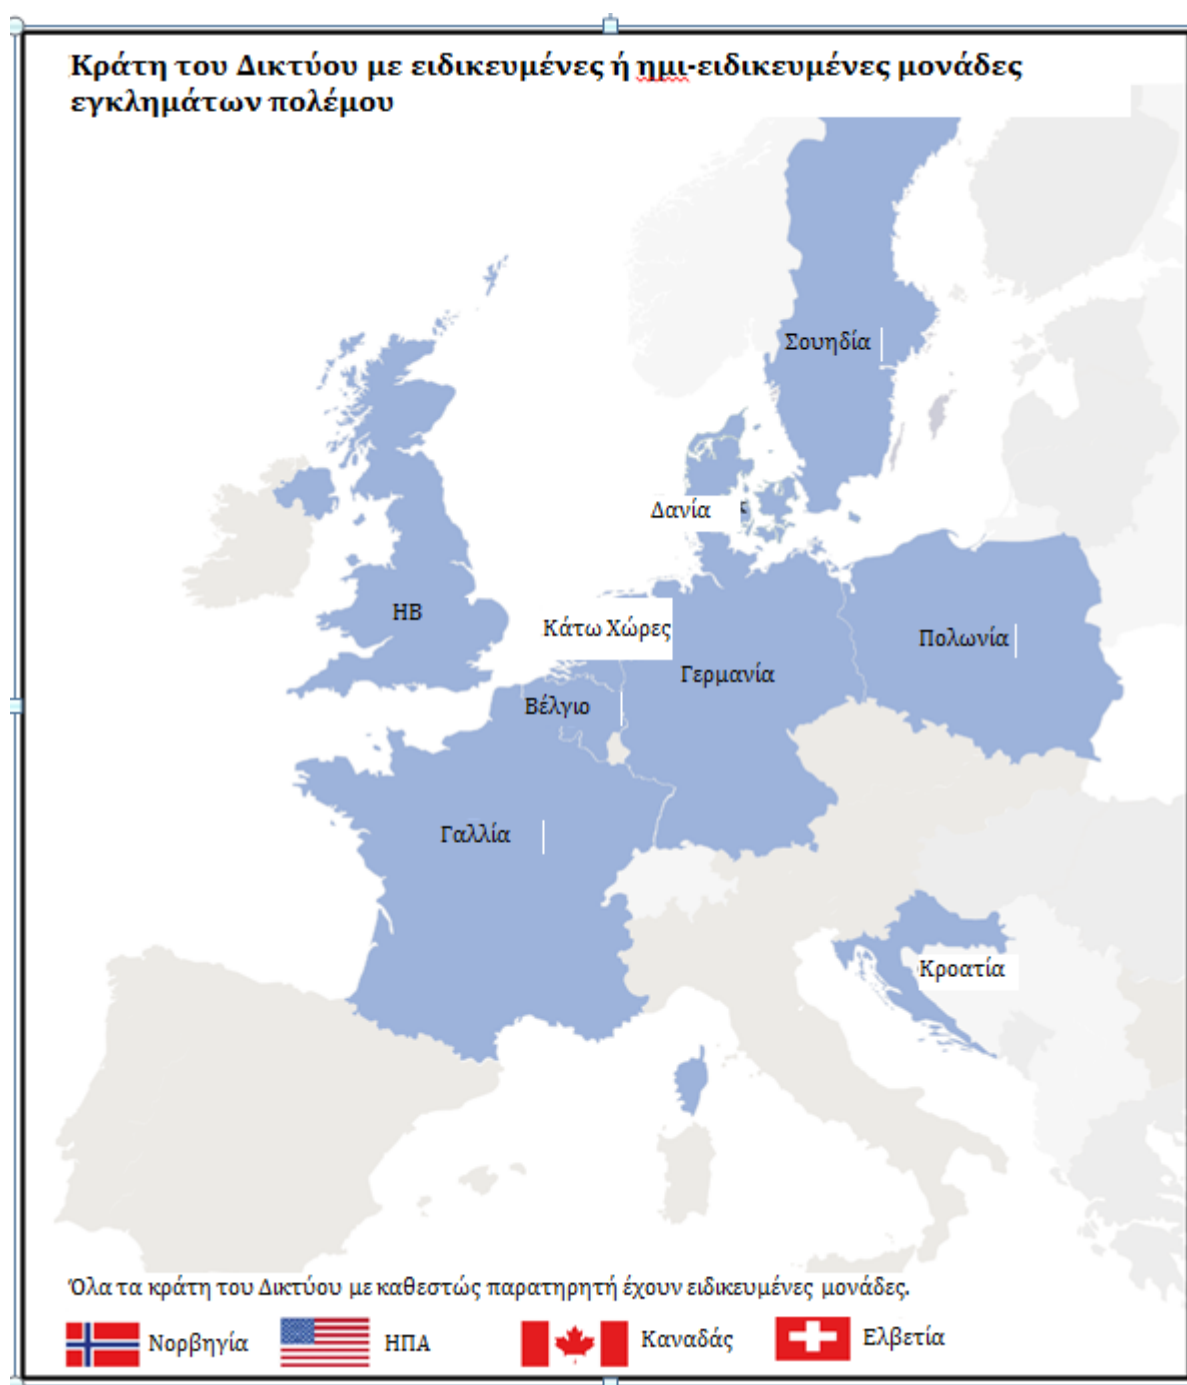 Κράτη του Δικτύου με ειδικευμένες ή ημι-ειδικευμένες μονάδες
εγκλημάτων πολέμου
Σουηδία
Δανία
ΗΒ
Κάτω Χώρες
Πολωνία
Γερμανία
Βέλγιο
Γαλλία
Κροατία
Όλα τα κράτη του Δικτύου με καθεστώς παρατηρητή έχουν ειδικευμένες μονάδες.
Νορβηγία ΗΠΑ Καναδάς Ελβετία